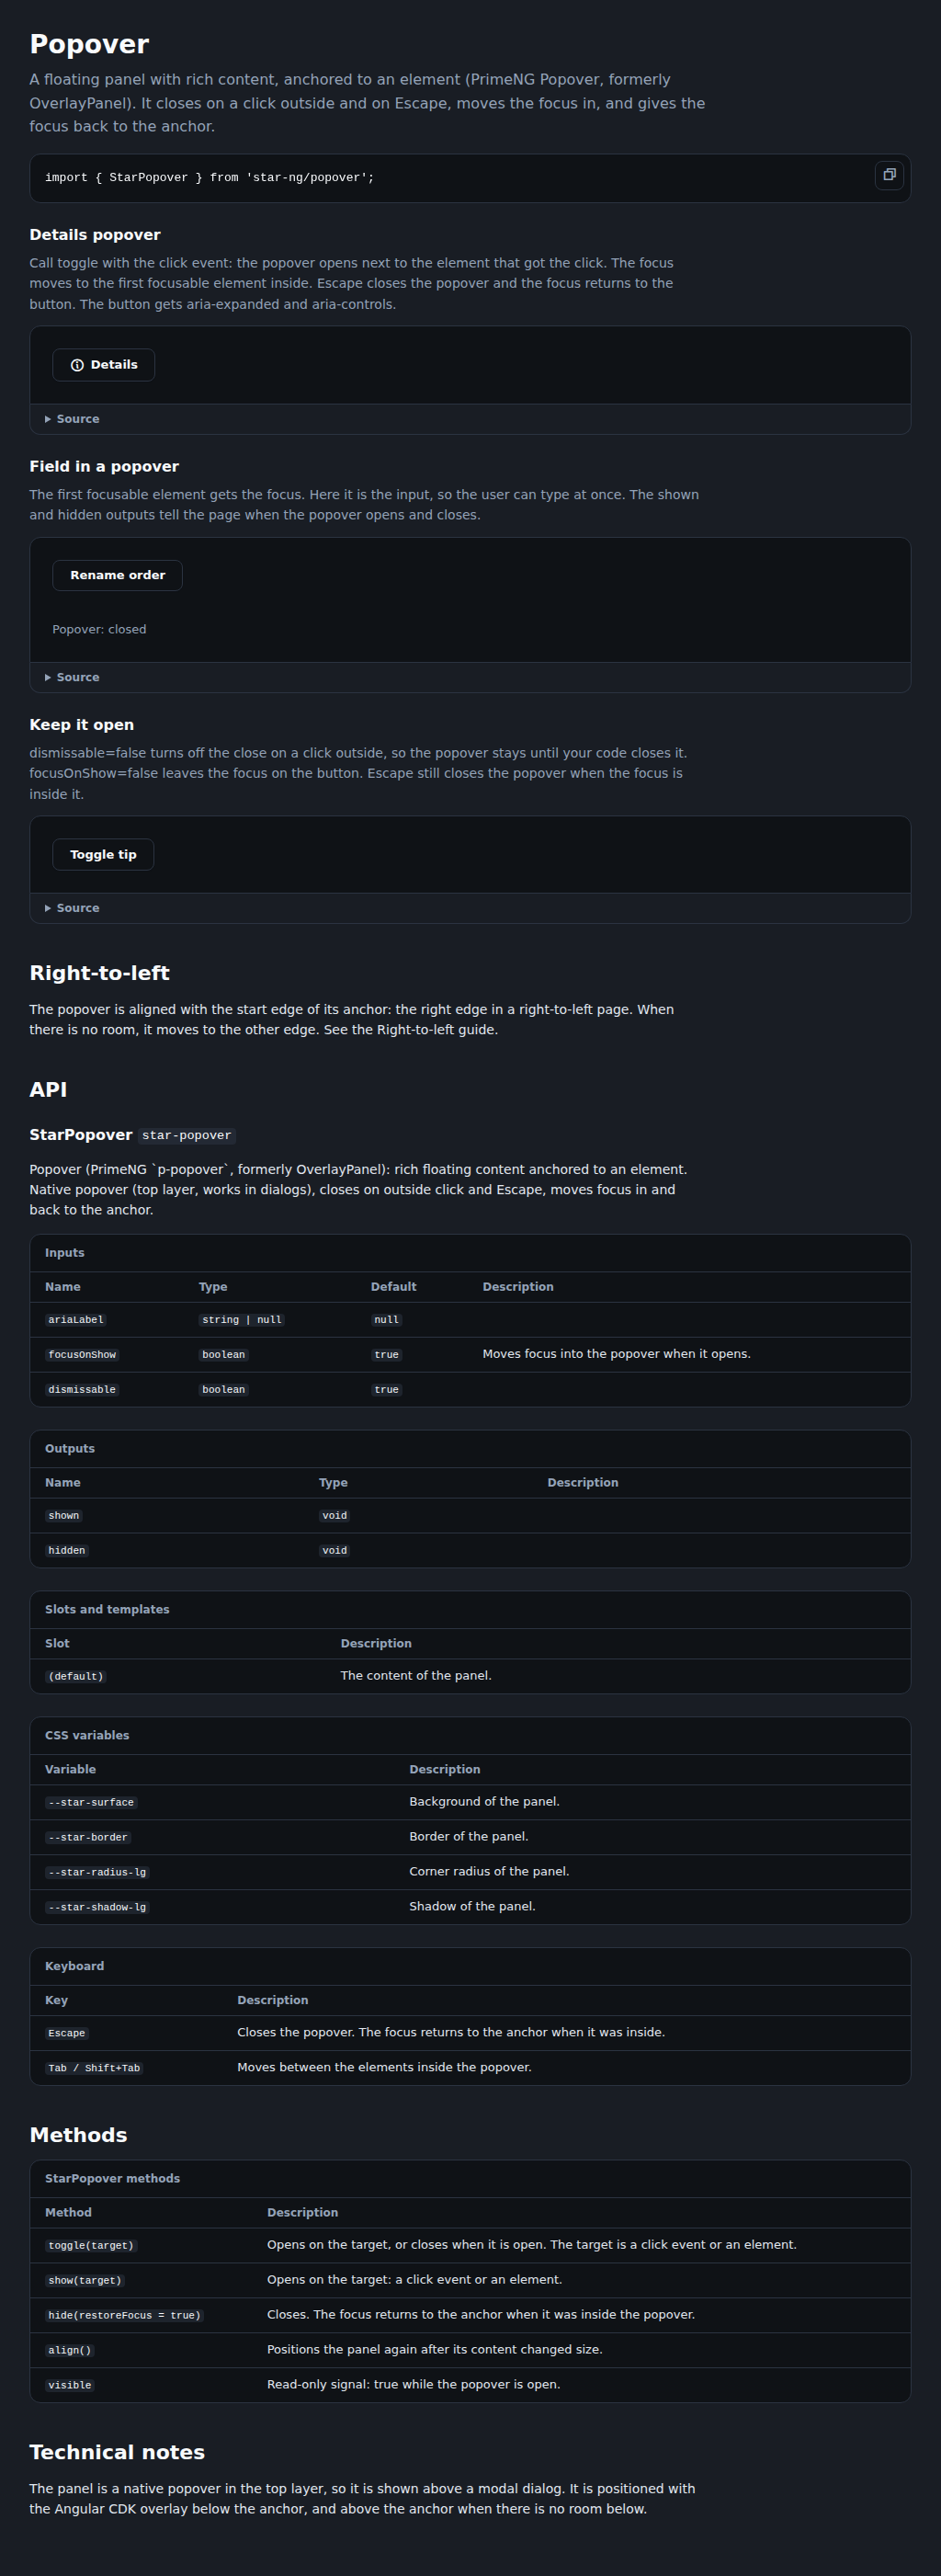 Popover
A floating panel with rich content, anchored to an element (PrimeNG Popover, formerly
OverlayPanel). It closes on a click outside and on Escape, moves the focus in, and gives the
focus back to the anchor.
import { StarPopover } from 'star-ng/popover';
Details popover
Call toggle with the click event: the popover opens next to the element that got the click. The focus
moves to the first focusable element inside. Escape closes the popover and the focus returns to the
button. The button gets aria-expanded and aria-controls.
Details
Source
Field in a popover
The first focusable element gets the focus. Here it is the input, so the user can type at once. The shown
and hidden outputs tell the page when the popover opens and closes.
Rename order
Popover: closed
Source
Keep it open
dismissable=false turns off the close on a click outside, so the popover stays until your code closes it.
focusOnShow=false leaves the focus on the button. Escape still closes the popover when the focus is
inside it.
Toggle tip
Source
Right-to-left
The popover is aligned with the start edge of its anchor: the right edge in a right-to-left page. When
there is no room, it moves to the other edge. See the Right-to-left guide.
API
StarPopover star-popover
Popover (PrimeNG `p-popover`, formerly OverlayPanel): rich floating content anchored to an element.
Native popover (top layer, works in dialogs), closes on outside click and Escape, moves focus in and
back to the anchor.
Inputs
Name Type Default Description
ariaLabel string | null null
focusOnShow boolean true Moves focus into the popover when it opens.
dismissable boolean true
Outputs
Name Type Description
shown void
hidden void
Slots and templates
Slot Description
(default) The content of the panel.
CSS variables
Variable Description
--star-surface Background of the panel.
--star-border Border of the panel.
--star-radius-lg Corner radius of the panel.
--star-shadow-lg Shadow of the panel.
Keyboard
Key Description
Escape Closes the popover. The focus returns to the anchor when it was inside.
Tab / Shift+Tab Moves between the elements inside the popover.
Methods
StarPopover methods
Method Description
toggle(target) Opens on the target, or closes when it is open. The target is a click event or an element.
show(target) Opens on the target: a click event or an element.
hide(restoreFocus = true) Closes. The focus returns to the anchor when it was inside the popover.
align() Positions the panel again after its content changed size.
visible Read-only signal: true while the popover is open.
Technical notes
The panel is a native popover in the top layer, so it is shown above a modal dialog. It is positioned with
the Angular CDK overlay below the anchor, and above the anchor when there is no room below.